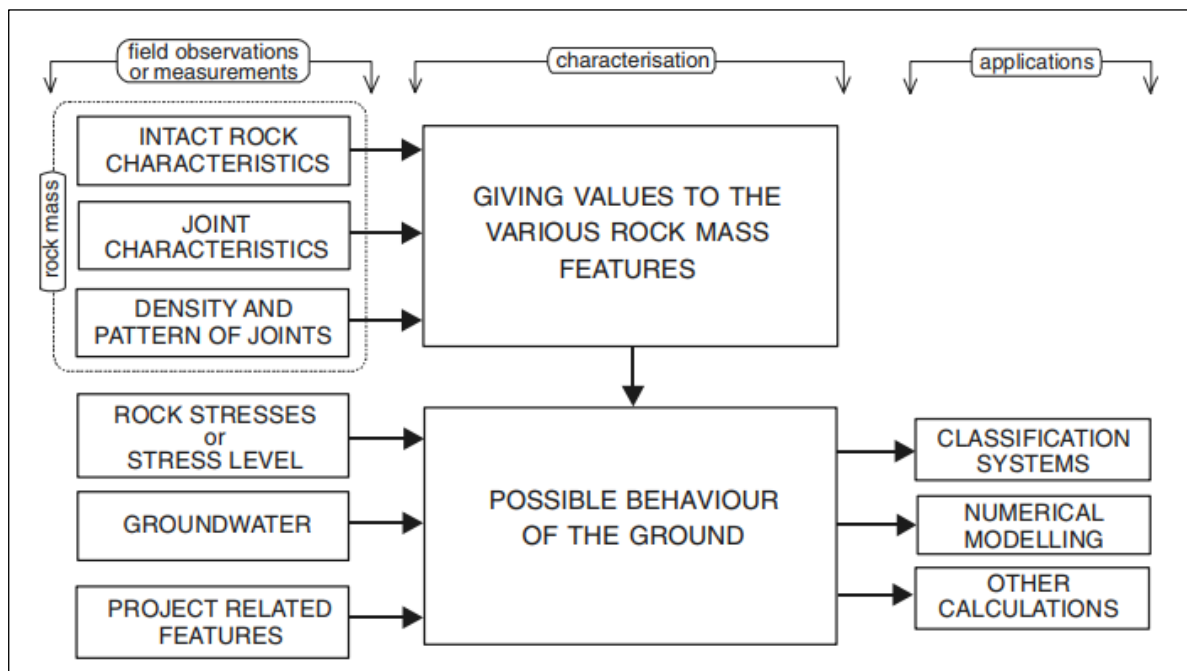 field observations
or measurements
characterisation
applications
rock mass
INTACT ROCK
CHARACTERISTICS
JOINT
CHARACTERISTICS
DENSITY AND
PATTERN OF JOINTS
GIVING VALUES TO THE
VARIOUS ROCK MASS
FEATURES
ROCK STRESSES
or
STRESS LEVEL
GROUNDWATER
PROJECT RELATED
FEATURES
POSSIBLE BEHAVIOUR
OF THE GROUND
CLASSIFICATION
SYSTEMS
NUMERICAL
MODELLING
OTHER
CALCULATIONS